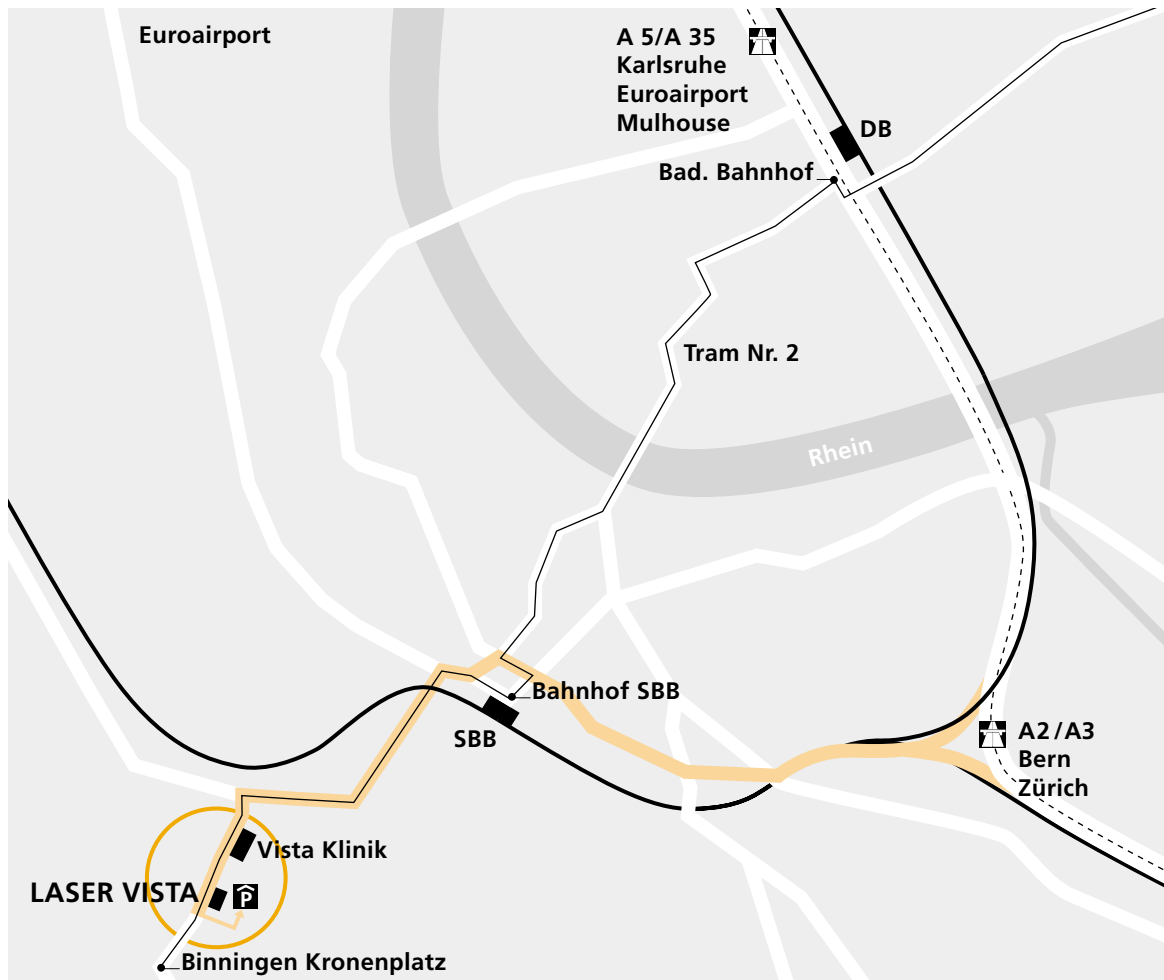 Euroairport
A 5/A 35
Karlsruhe
Euroairport
Mulhouse
DB
Bad. Bahnhof
Tram Nr. 2
Rhein
Bahnhof SBB
SBB
A2/A3
Bern
Zürich
Vista Klinik
LASER VISTA
P
Binningen Kronenplatz